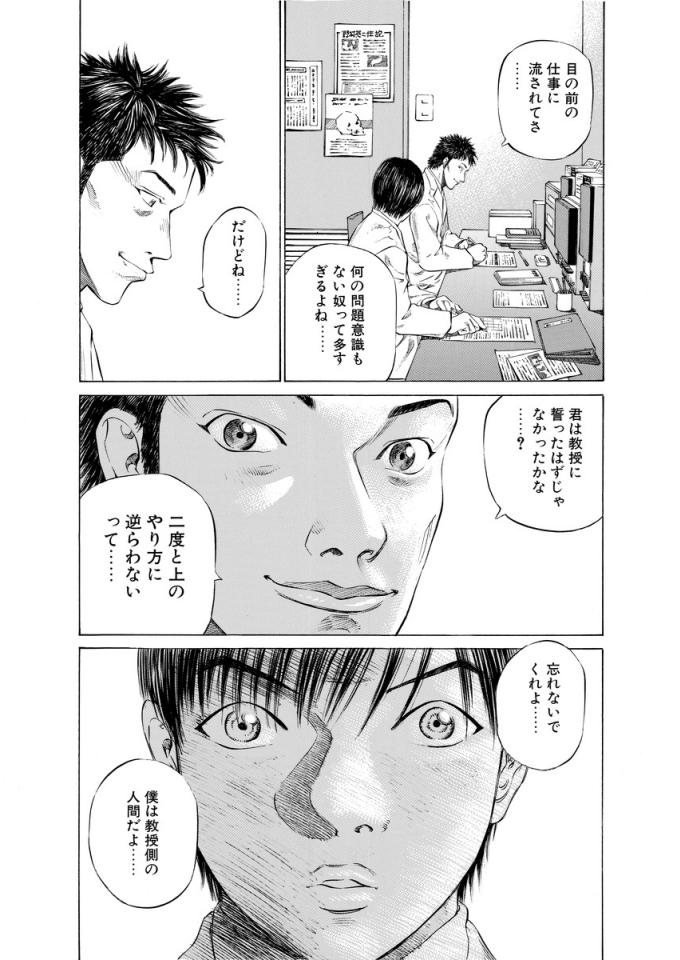 目の前の
仕事に
流されてさ
……
何の問題意識も
ない奴って多す
ぎるよね……
だけどね……
君は教授に
誓ったはずじゃ
なかったかな
……?
二度と上の
やり方に
逆らわない
って……
忘れないで
くれよ……
僕は教授側の
人間だよ……